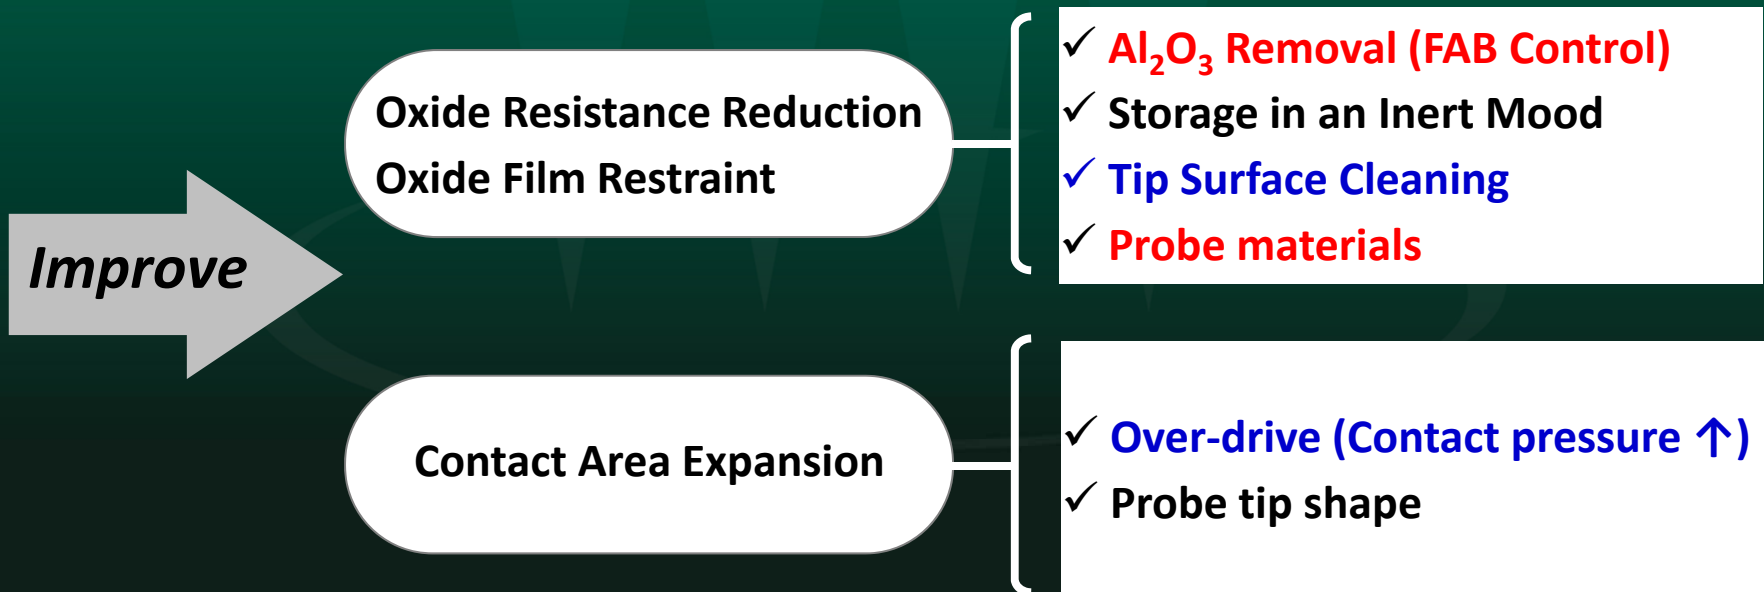 Improve
Oxide Resistance Reduction
Oxide Film Restraint
✓ Al₂O₃ Removal (FAB Control)
✓ Storage in an Inert Mood
✓ Tip Surface Cleaning
✓ Probe materials
Contact Area Expansion
✓ Over-drive (Contact pressure ↑)
✓ Probe tip shape